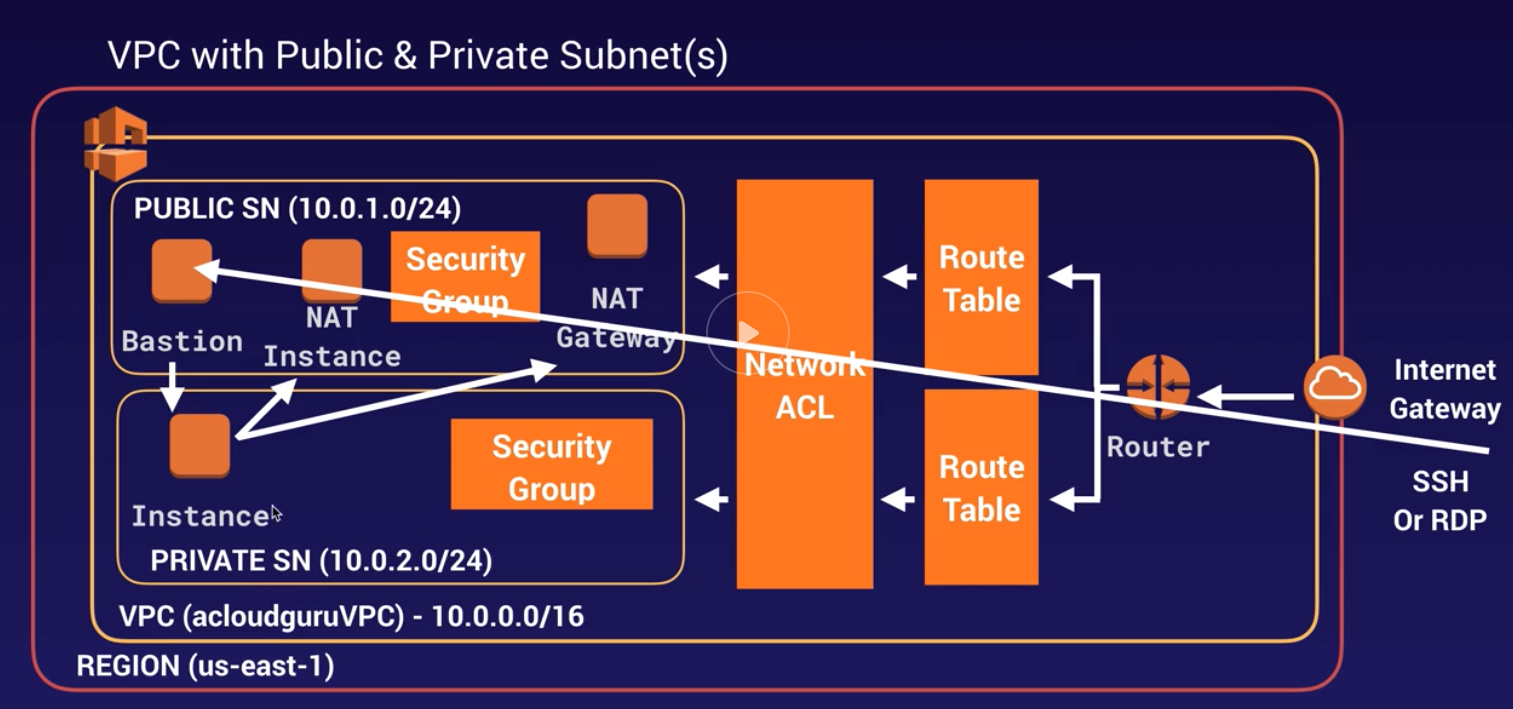 VPC with Public & Private Subnet(s)
PUBLIC SN (10.0.1.0/24)
Bastion
NAT
Instance
Security
Group
NAT
Gateway
Instance
Security
Group
PRIVATE SN (10.0.2.0/24)
VPC (acloudguruVPC) - 10.0.0.0/16
REGION (us-east-1)
Network
ACL
Route
Table
Route
Table
Router
Internet
Gateway
SSH
Or RDP